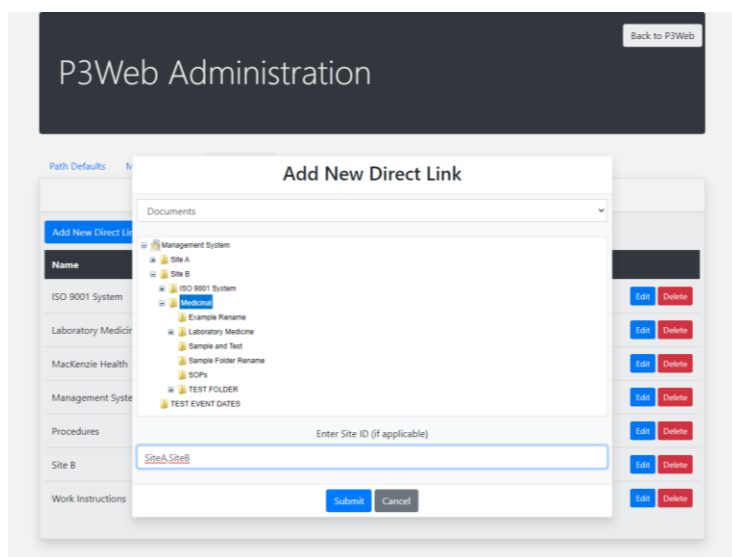 Back to P3Web
P3Web Administration
Path Defaults
Add New Direct Link
Documents
Add New Direct
Management System
Name
Site A
Site B
ISO 9001 System
ISO 9001 System
Medicinal
Edit Delete
Example Rename
Laboratory
Laboratory Medicine
Edit Delete
Sample and Test
MacKenzie Health
Sample Folder Rename
Edit Delete
SOPs
TEST FOLDER
Management
Edit Delete
TEST EVENT DATES
Procedures
Enter Site ID (if applicable)
Edit Delete
Site B
SiteA,SiteB
Edit Delete
Work Instructions
Submit Cancel
Edit Delete